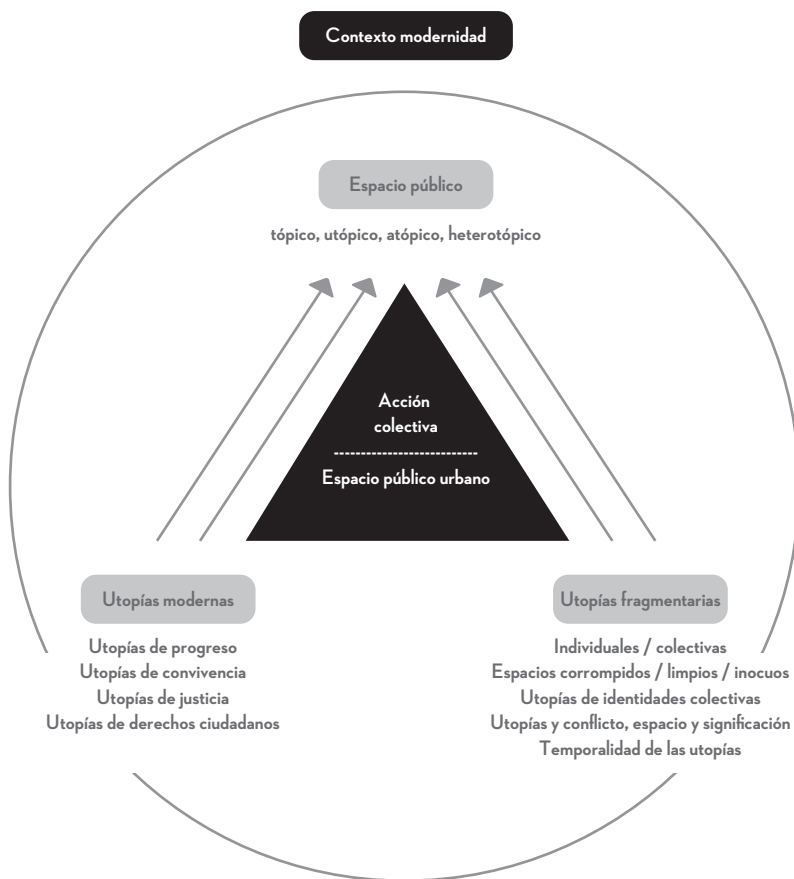 Contexto modernidad
Espacio público
tópico, utópico, atópico, heterotópico
Acción
colectiva
---------------------------
Espacio público urbano
Utopías modernas
Utopías de progreso
Utopías de convivencia
Utopías de justicia
Utopías de derechos ciudadanos
Utopías fragmentarias
Individuales / colectivas
Espacios corrompidos / limpios / inocuos
Utopías de identidades colectivas
Utopías y conflicto, espacio y significación
Temporalidad de las utopías